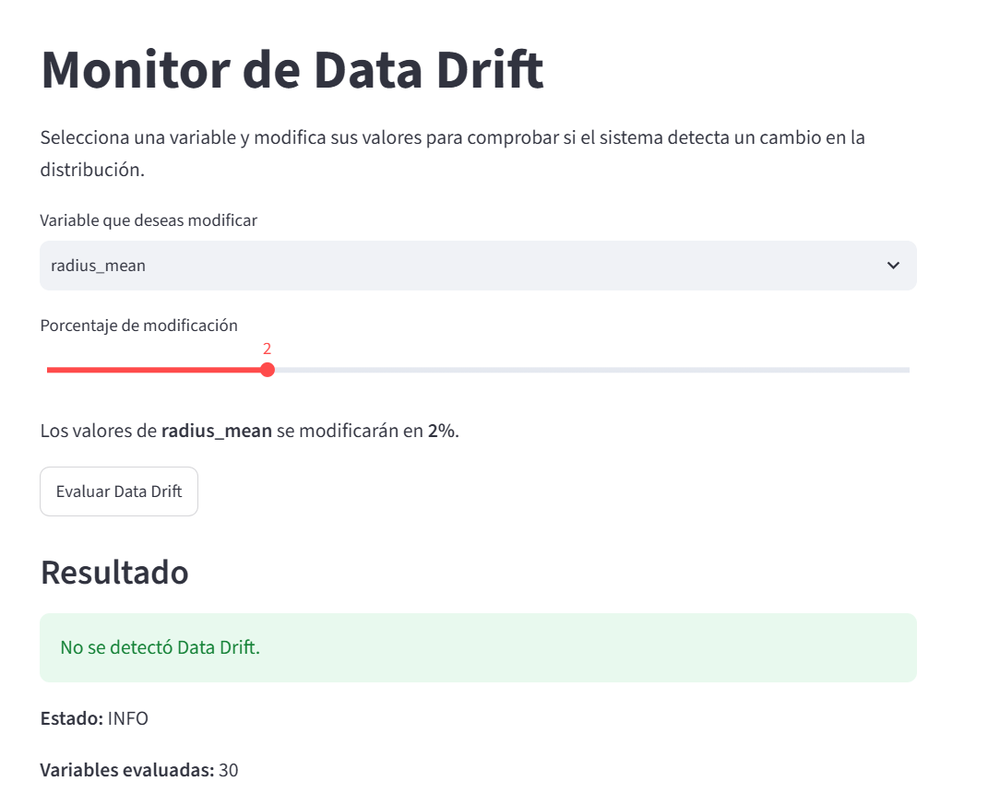 Monitor de Data Drift
Selecciona una variable y modifica sus valores para comprobar si el sistema detecta un cambio en la
distribución.
Variable que deseas modificar
radius_mean
Porcentaje de modificación
2
Los valores de radius_mean se modificarán en 2%.
Evaluar Data Drift
Resultado
No se detectó Data Drift.
Estado: INFO
Variables evaluadas: 30